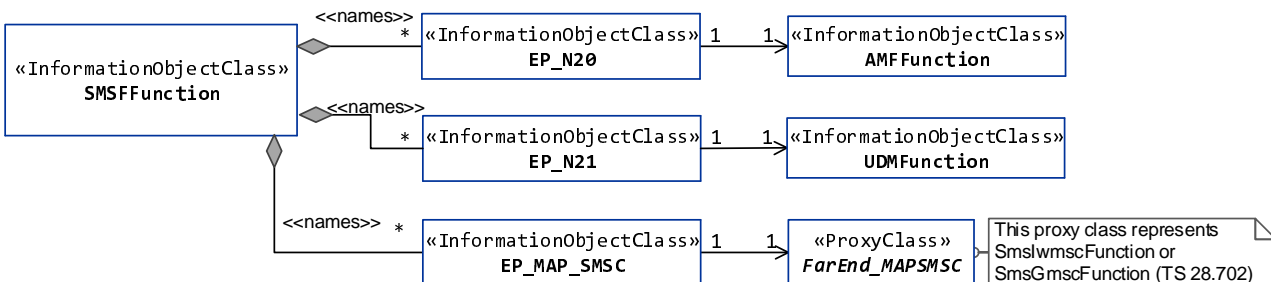 <<names>>
*
«InformationObjectClass»
EP_N20
1
1
«InformationObjectClass»
AMFFunction
«InformationObjectClass»
SMSFFunction
<<names>>
*
«InformationObjectClass»
EP_N21
1
1
«InformationObjectClass»
UDMFunction
<<names>>
*
«InformationObjectClass»
EP_MAP_SMSC
1
1
«ProxyClass»
FarEnd_MAPSMSC
This proxy class represents
SmsIwmscFunction or
SmsGmscFunction (TS 28.702)